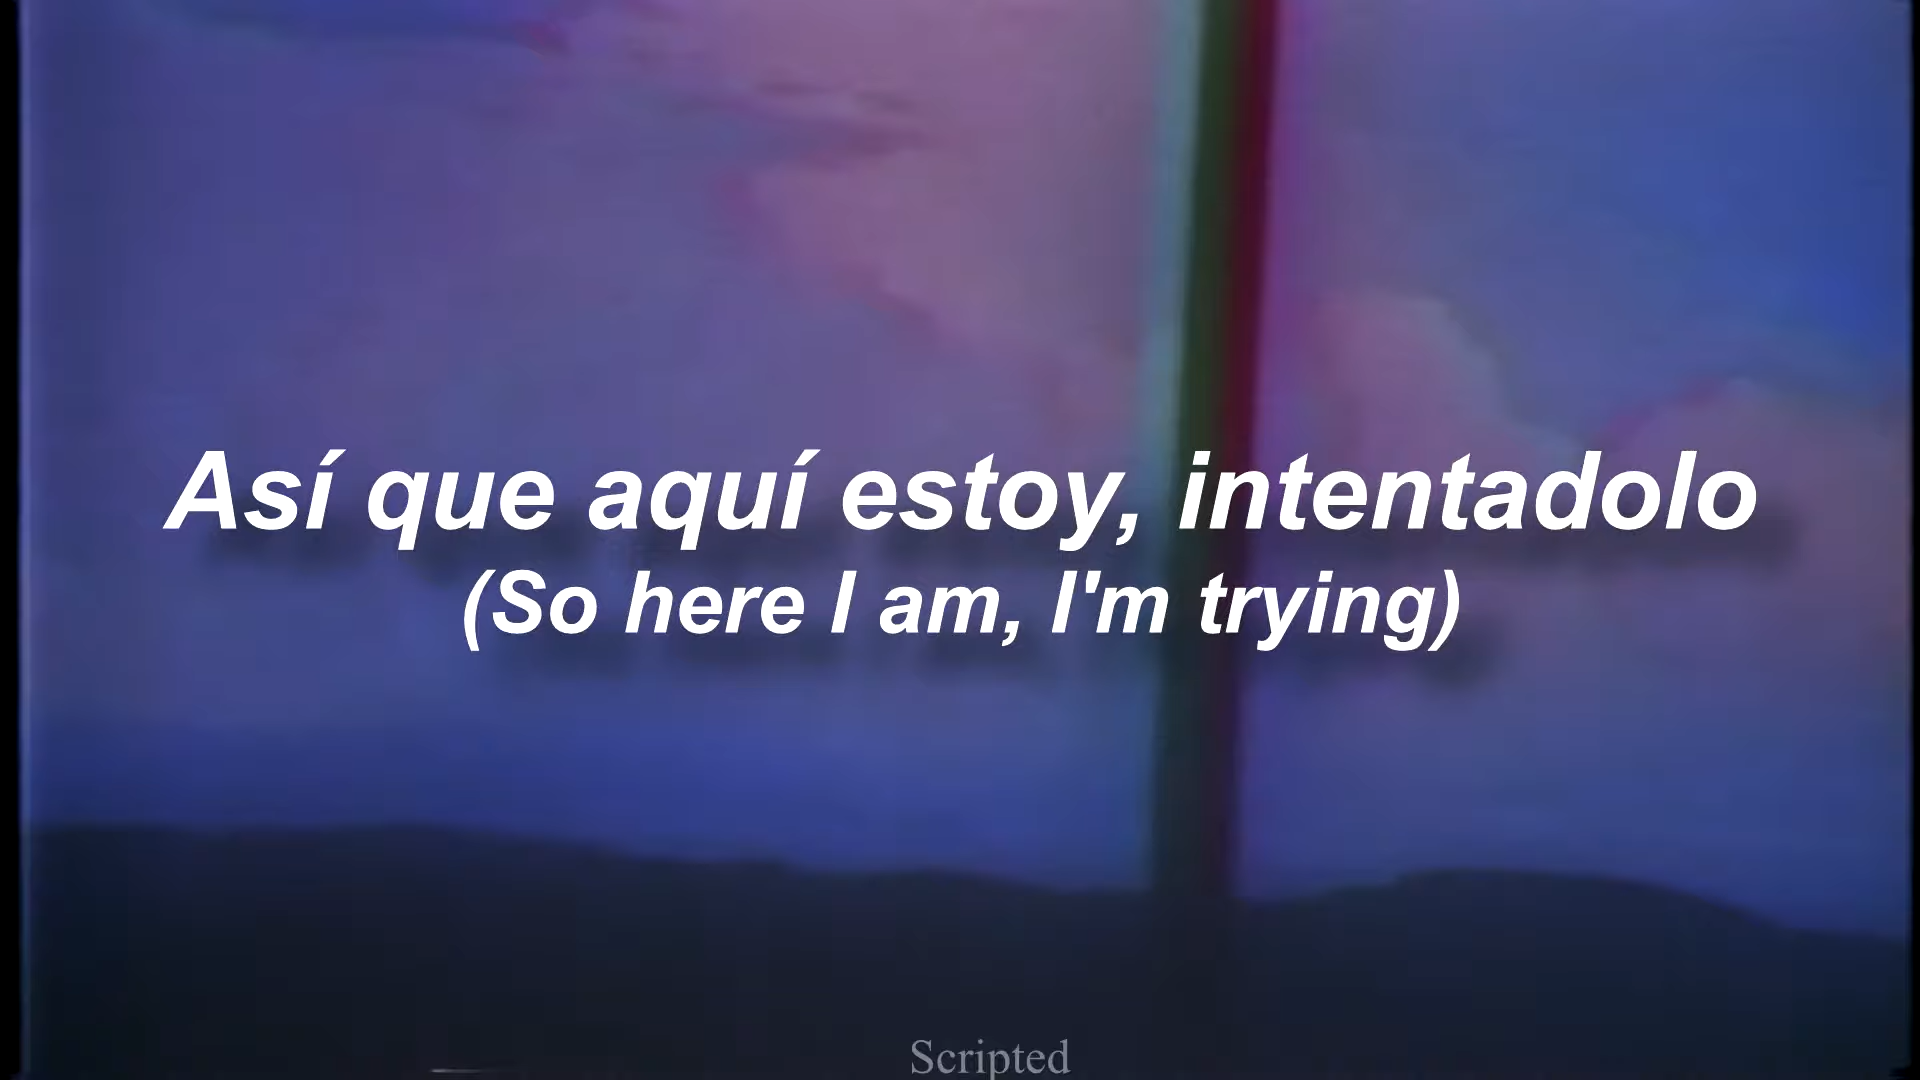 Así que aquí estoy, intentadolo
(So here I am, I'm trying)
Scripted